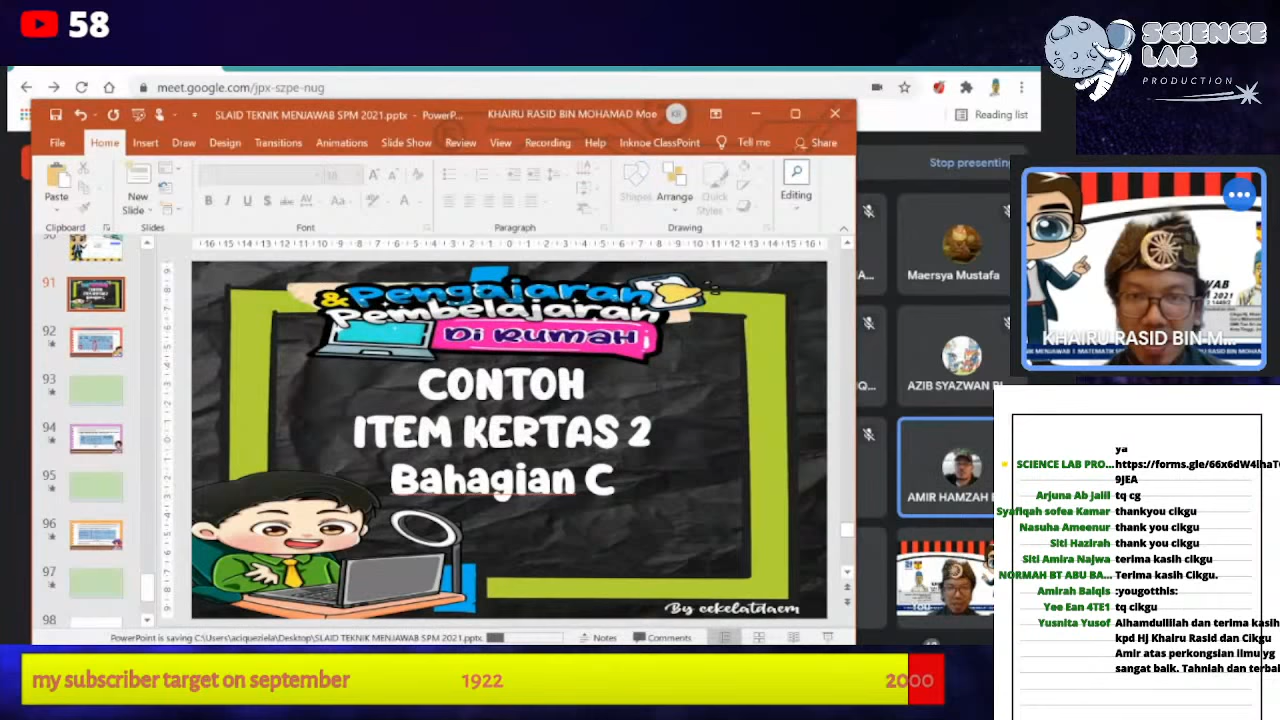 58
SCIENCE
LAB
PRODUCTION
meet.google.com/jpx-szpe-nug
Reading list
SLAID TEKNIK MENJAWAB SPM 2021.pptx - PowerP...
KHAIRU RASID BIN MOHAMAD Moe
KR
File Home Insert Draw Design Transitions Animations Slide Show Review View Recording Help Inknoe ClassPoint Tell me Share
Paste
New
Slide
Shapes
Arrange
Quick
Styles
Editing
Clipboard
Slides
Font
Paragraph
Drawing
Stop presenting
91
92
93
94
95
96
97
98
& Pengajaran
Pembelajaran
Di Rumah
CONTOH
ITEM KERTAS 2
Bahagian C
By cekelatdaem
PowerPoint is saving C:\Users\aciqueziela\Desktop\SLAID TEKNIK MENJAWAB SPM 2021.pptx
Notes
Comments
Maersya Mustafa
AZIB SYAZWAN BI
AMIR HAMZAH
KHAIRU RASID BIN M...
ya
SCIENCE LAB PRO...
9JEA
Arjuna Ab jalil tq cg
Syafiqah sofea Kamar thankyou cikgu
Nasuha Ameenur thank you cikgu
Siti Hazirah thank you cikgu
Siti Amira Najwa terima kasih cikgu
NORMAH BT ABU BA... Terima kasih Cikgu.
Amirah Balqis :yougotthis:
Yee Ean 4TE1 tq cikgu
Yusnita Yusof Alhamdulillah dan terima kasih
kpd Hj Khairu Rasid dan Cikgu
Amir atas perkongsian ilmu yg
sangat baik. Tahniah dan terbai
my subscriber target on september
1922
2000